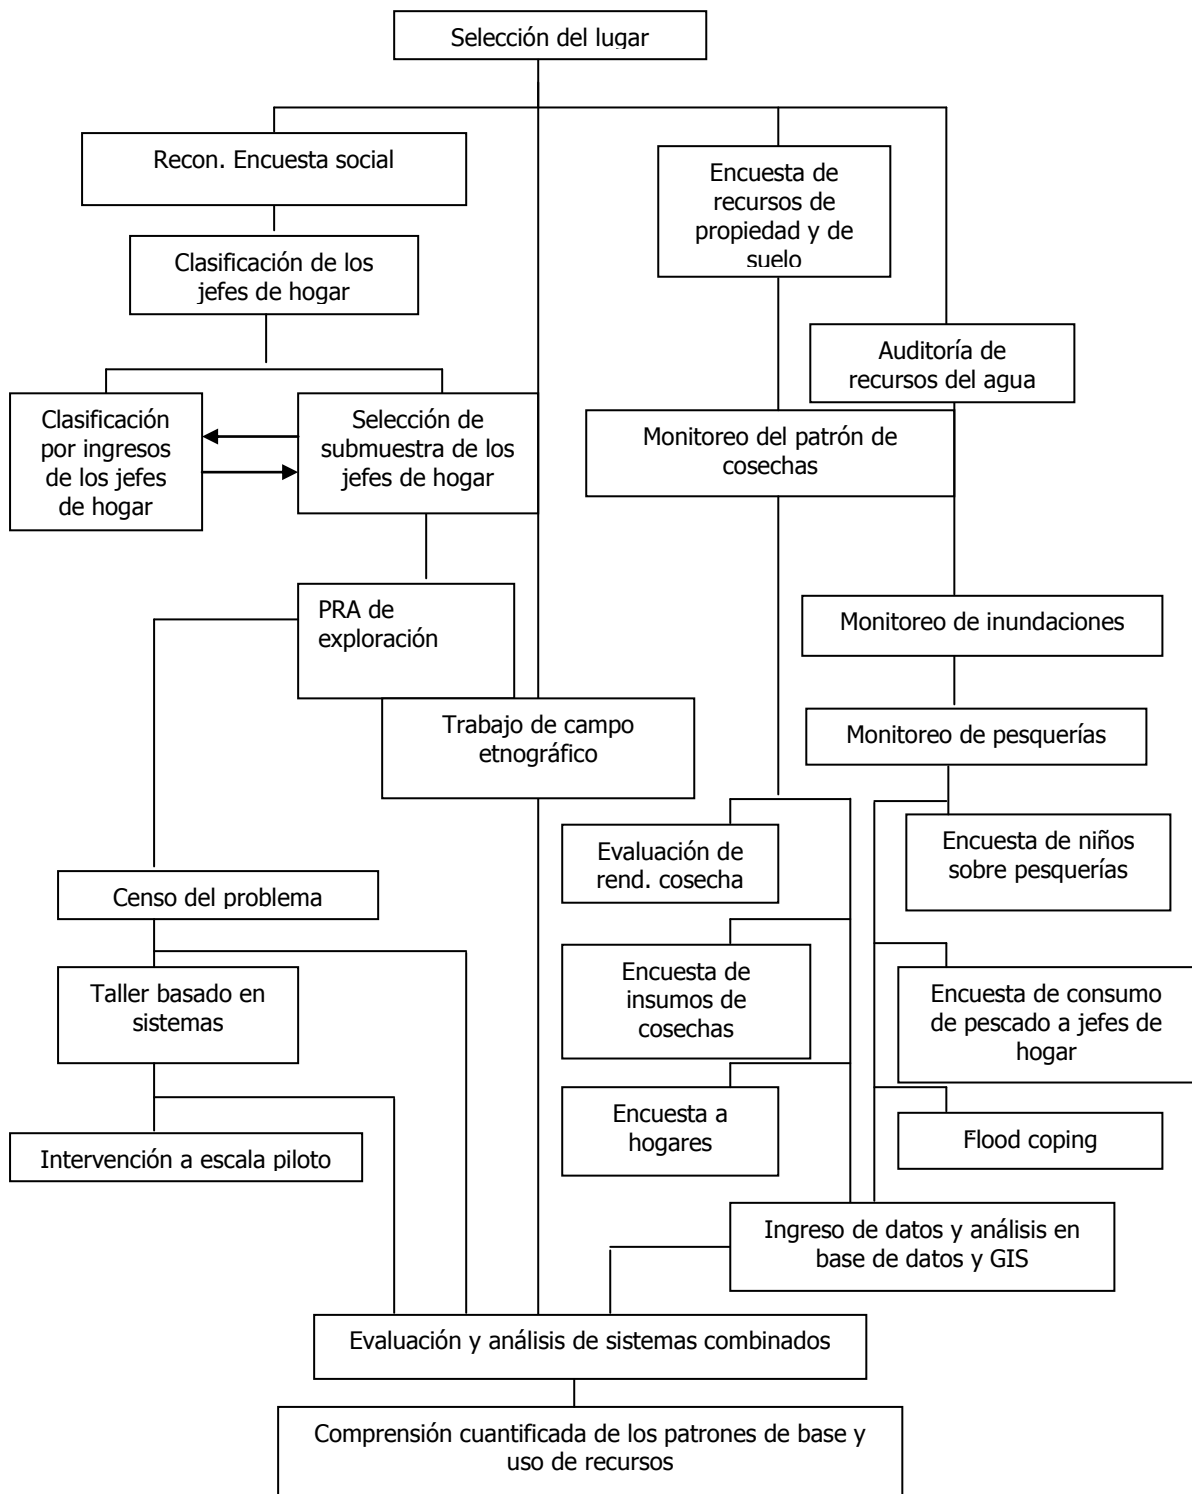 Selección del lugar
Recon. Encuesta social
Encuesta de
recursos de
propiedad y de
suelo
Clasificación de los
jefes de hogar
Auditoría de
recursos del agua
Clasificación
por ingresos
de los jefes
de hogar
Selección de
submuestra de los
jefes de hogar
Monitoreo del patrón de
cosechas
PRA de
exploración
Monitoreo de inundaciones
Trabajo de campo
etnográfico
Monitoreo de pesquerías
Evaluación de
rend. cosecha
Encuesta de niños
sobre pesquerías
Censo del problema
Taller basado en
sistemas
Encuesta de
insumos de
cosechas
Encuesta de consumo
de pescado a jefes de
hogar
Encuesta a
hogares
Flood coping
Intervención a escala piloto
Ingreso de datos y análisis en
base de datos y GIS
Evaluación y análisis de sistemas combinados
Comprensión cuantificada de los patrones de base y
uso de recursos